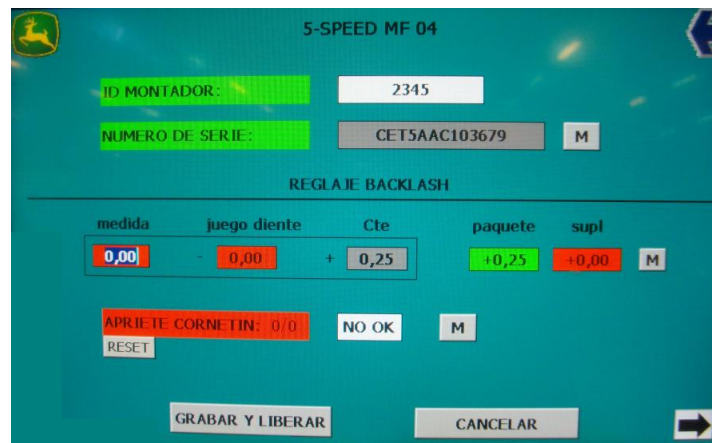 5-SPEED MF 04
ID MONTADOR: 2345
NUMERO DE SERIE: CET5AAC103679 M
REGLAJE BACKLASH
medida juego diente Cte paquete supl
0,00 - 0,00 + 0,25 +0,25 +0,00 M
APRIETE CORNETIN: 0/0 NO OK M
RESET
GRABAR Y LIBERAR CANCELAR